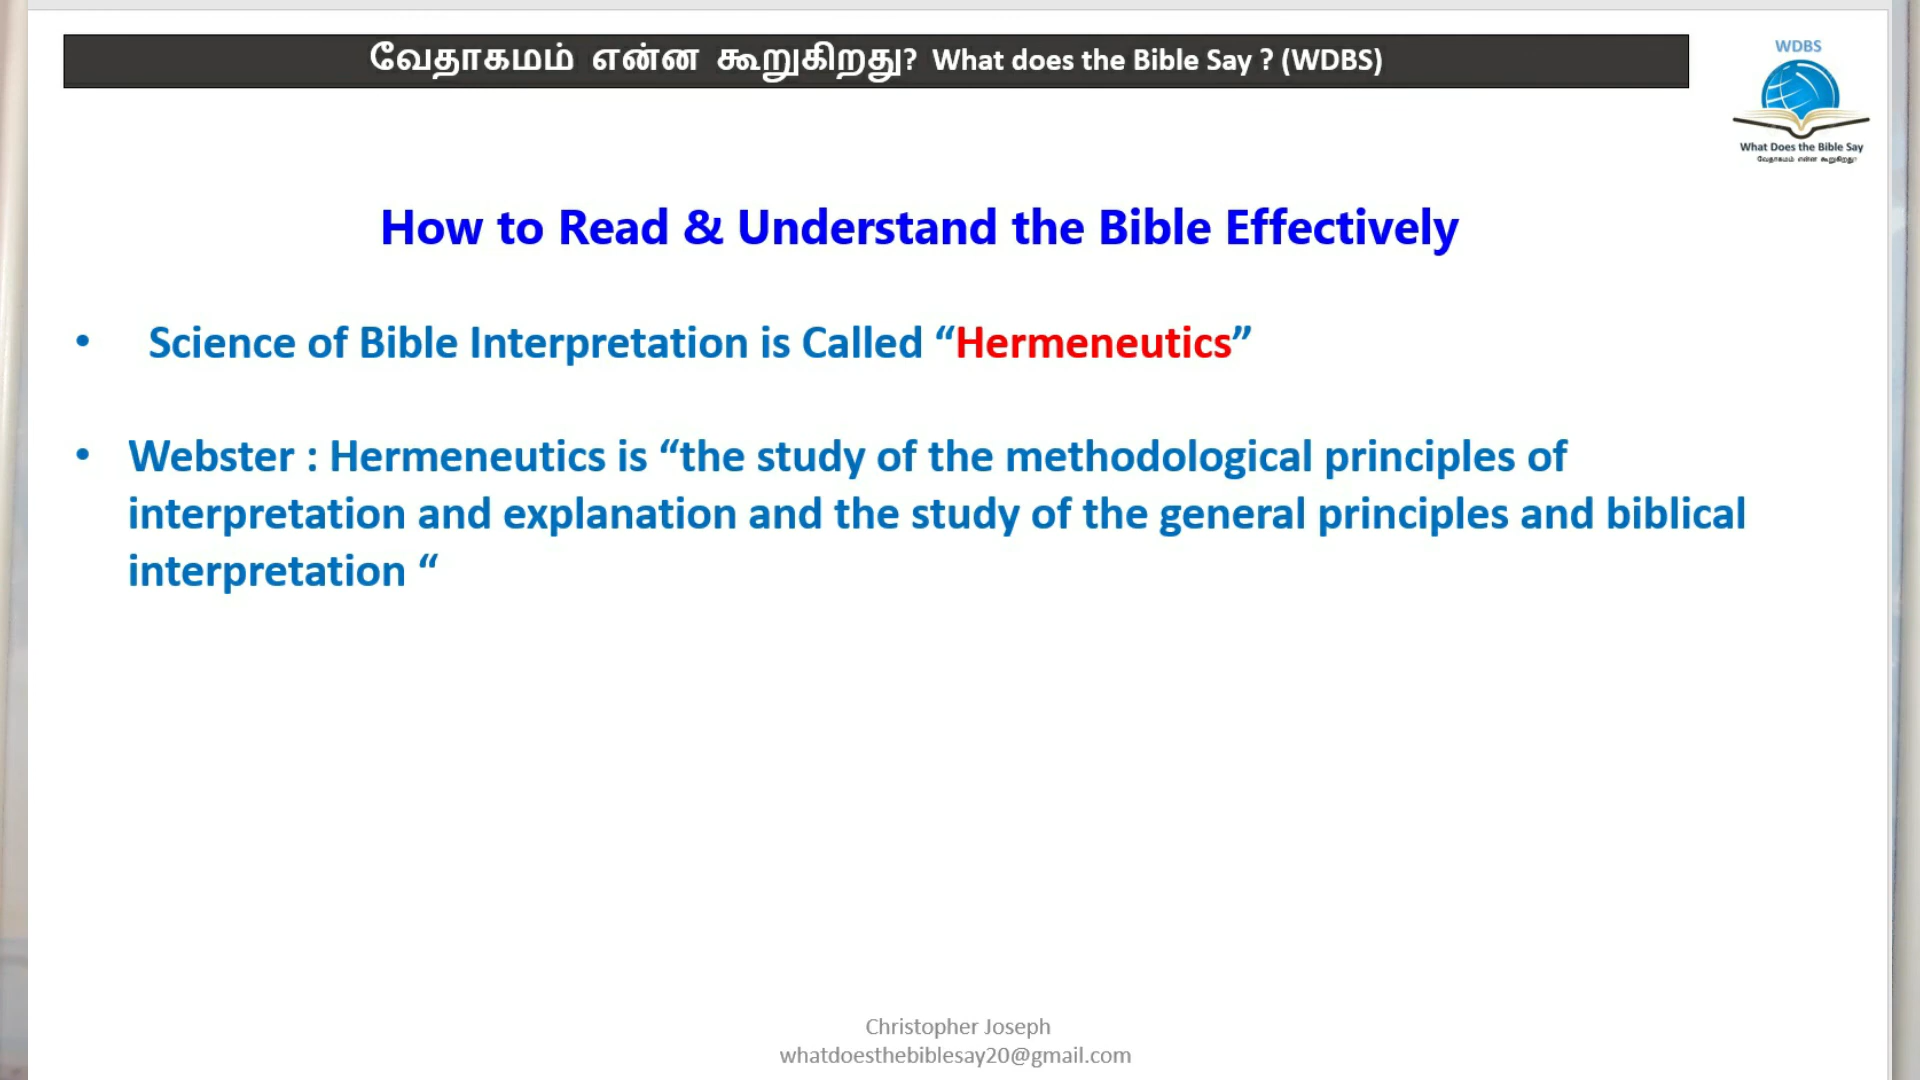 வேதாகமம் என்ன கூறுகிறது? What does the Bible Say ? (WDBS)
WDBS
What Does the Bible Say
வேதாகமம் என்ன கூறுகிறது?
How to Read & Understand the Bible Effectively
• Science of Bible Interpretation is Called “Hermeneutics”
• Webster : Hermeneutics is “the study of the methodological principles of
interpretation and explanation and the study of the general principles and biblical
interpretation “
Christopher Joseph
whatdoesthebiblesay20@gmail.com